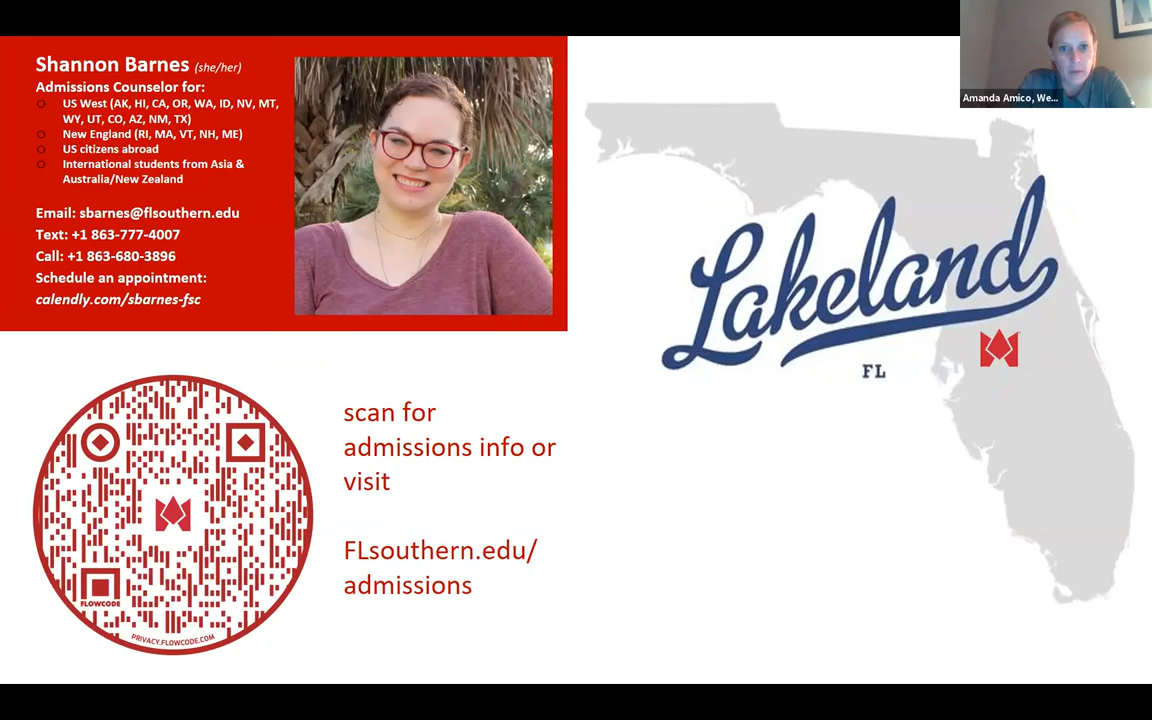 Shannon Barnes (she/her)
Admissions Counselor for:
US West (AK, HI, CA, OR, WA, ID, NV, MT,
WY, UT, CO, AZ, NM, TX)
New England (RI, MA, VT, NH, ME)
US citizens abroad
International students from Asia &
Australia/New Zealand
Email: sbarnes@flsouthern.edu
Text: +1 863-777-4007
Call: +1 863-680-3896
Schedule an appointment:
calendly.com/sbarnes-fsc
Amanda Amico, We...
Lakeland
FL
scan for
admissions info or
visit
FLsouthern.edu/
admissions
FLOWCODE
PRIVACY.FLOWCODE.COM